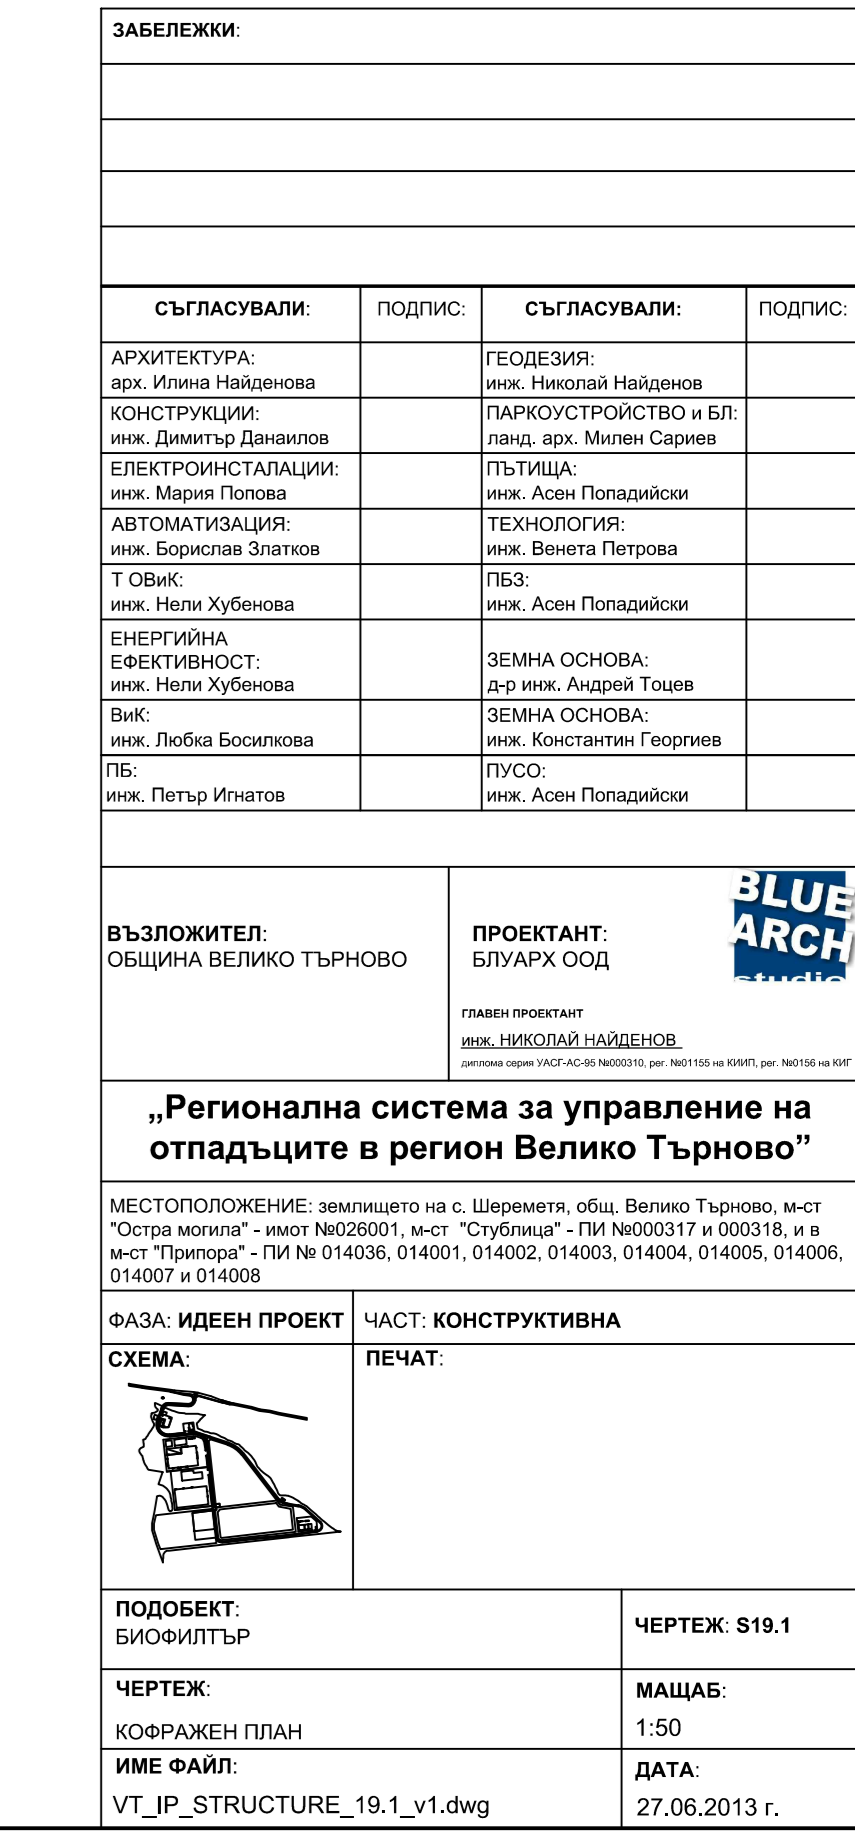 ЗАБЕЛЕЖКИ:
СЪГЛАСУВАЛИ: ПОДПИС: СЪГЛАСУВАЛИ: ПОДПИС:
АРХИТЕКТУРА:
арх. Илина Найденова
ГЕОДЕЗИЯ:
инж. Николай Найденов
КОНСТРУКЦИИ:
инж. Димитър Данаилов
ПАРКОУСТРОЙСТВО и БЛ:
ланд. арх. Милен Сариев
ЕЛЕКТРОИНСТАЛАЦИИ:
инж. Мария Попова
ПЪТИЩА:
инж. Асен Попадийски
АВТОМАТИЗАЦИЯ:
инж. Борислав Златков
ТЕХНОЛОГИЯ:
инж. Венета Петрова
Т ОВиК:
инж. Нели Хубенова
ПБЗ:
инж. Асен Попадийски
ЕНЕРГИЙНА
ЕФЕКТИВНОСТ:
инж. Нели Хубенова
ЗЕМНА ОСНОВА:
д-р инж. Андрей Тоцев
ВиК:
инж. Любка Босилкова
ЗЕМНА ОСНОВА:
инж. Константин Георгиев
ПБ:
инж. Петър Игнатов
ПУСО:
инж. Асен Попадийски
ВЪЗЛОЖИТЕЛ:
ОБЩИНА ВЕЛИКО ТЪРНОВО
ПРОЕКТАНТ:
БЛУАРХ ООД
BLUE
ARCH
studio
ГЛАВЕН ПРОЕКТАНТ
инж. НИКОЛАЙ НАЙДЕНОВ
диплома серия УАСГ-АС-95 №000310, рег. №01155 на КИИП, рег. №0156 на КИГ
„Регионална система за управление на
отпадъците в регион Велико Търново”
МЕСТОПОЛОЖЕНИЕ: землището на с. Шереметя, общ. Велико Търново, м-ст
"Остра могила" - имот №026001, м-ст "Стублица" - ПИ №000317 и 000318, и в
м-ст "Припора" - ПИ № 014036, 014001, 014002, 014003, 014004, 014005, 014006,
014007 и 014008
ФАЗА: ИДЕЕН ПРОЕКТ ЧАСТ: КОНСТРУКТИВНА
СХЕМА: ПЕЧАТ:
ПОДОБЕКТ:
БИОФИЛТЪР
ЧЕРТЕЖ: S19.1
ЧЕРТЕЖ:
КОФРАЖЕН ПЛАН
МАЩАБ:
1:50
ИМЕ ФАЙЛ:
VT_IP_STRUCTURE_19.1_v1.dwg
ДАТА:
27.06.2013 г.